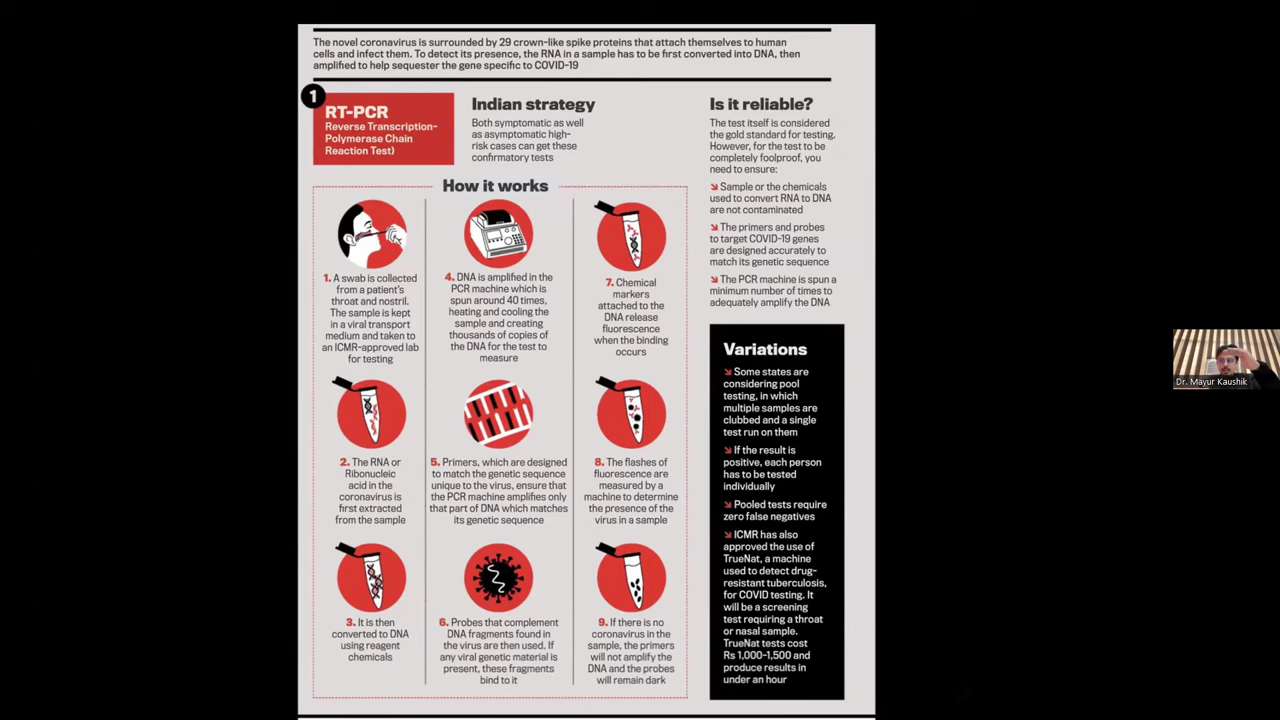 The novel coronavirus is surrounded by 29 crown-like spike proteins that attach themselves to human
cells and infect them. To detect its presence, the RNA in a sample has to be first converted into DNA, then
amplified to help sequester the gene specific to COVID-19
1
RT-PCR
Reverse Transcription-
Polymerase Chain
Reaction Test)
Indian strategy
Both symptomatic as well
as asymptomatic high-
risk cases can get these
confirmatory tests
How it works
1. A swab is collected
from a patient's
throat and nostril.
The sample is kept
in a viral transport
medium and taken to
an ICMR-approved lab
for testing
2. The RNA or
Ribonucleic
acid in the
coronavirus is
first extracted
from the sample
3. It is then
converted to DNA
using reagent
chemicals
4. DNA is amplified in the
PCR machine which is
spun around 40 times,
heating and cooling the
sample and creating
thousands of copies of
the DNA for the test to
measure
5. Primers, which are designed
to match the genetic sequence
unique to the virus, ensure that
the PCR machine amplifies only
that part of DNA which matches
its genetic sequence
6. Probes that complement
DNA fragments found in
the virus are then used. If
any viral genetic material is
present, these fragments
bind to it
7. Chemical
markers
attached to the
DNA release
fluorescence
when the binding
occurs
8. The flashes of
fluorescence are
measured by a
machine to determine
the presence of the
virus in a sample
9. If there is no
coronavirus in the
sample, the primers
will not amplify the
DNA and the probes
will remain dark
Is it reliable?
The test itself is considered
the gold standard for testing.
However, for the test to be
completely foolproof, you
need to ensure:
Sample or the chemicals
used to convert RNA to DNA
are not contaminated
The primers and probes
to target COVID-19 genes
are designed accurately to
match its genetic sequence
The PCR machine is spun a
minimum number of times to
adequately amplify the DNA
Variations
Some states are
considering pool
testing, in which
multiple samples are
clubbed and a single
test run on them
If the result is
positive, each person
has to be tested
individually
Pooled tests require
zero false negatives
ICMR has also
approved the use of
TrueNat, a machine
used to detect drug-
resistant tuberculosis,
for COVID testing. It
will be a screening
test requiring a throat
or nasal sample.
TrueNat tests cost
Rs 1,000-1,500 and
produce results in
under an hour
Dr. Mayur Kaushik